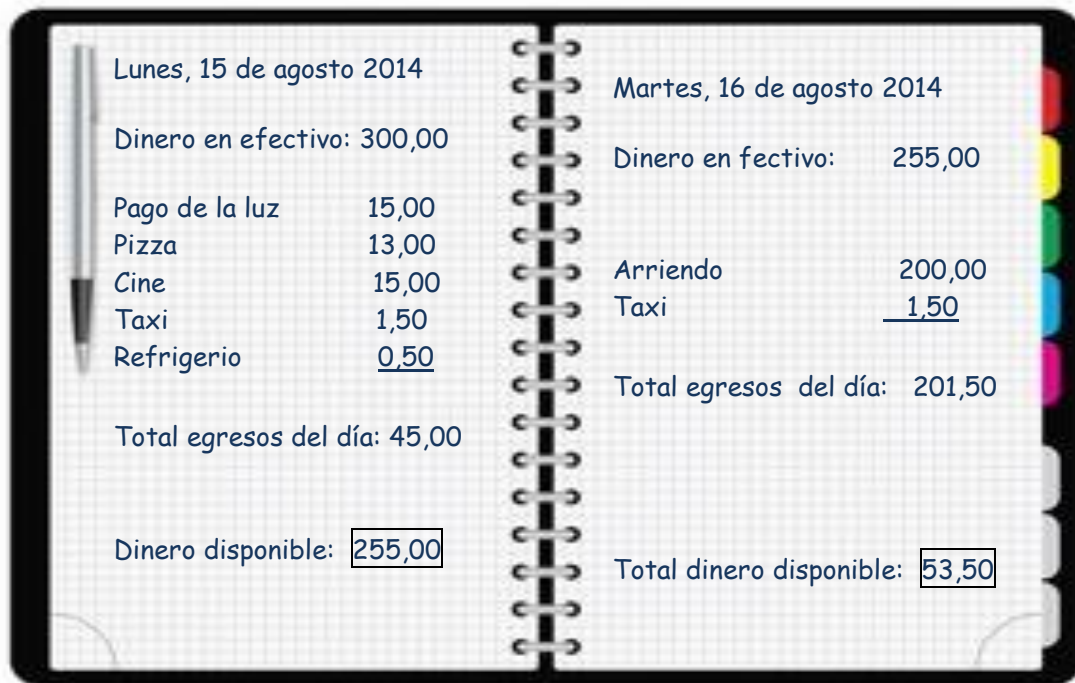 Lunes, 15 de agosto 2014
Dinero en efectivo: 300,00
Pago de la luz 15,00
Pizza 13,00
Cine 15,00
Taxi 1,50
Refrigerio 0,50
Total egresos del día: 45,00
Dinero disponible: 255,00
Martes, 16 de agosto 2014
Dinero en fectivo: 255,00
Arriendo 200,00
Taxi 1,50
Total egresos del día: 201,50
Total dinero disponible: 53,50